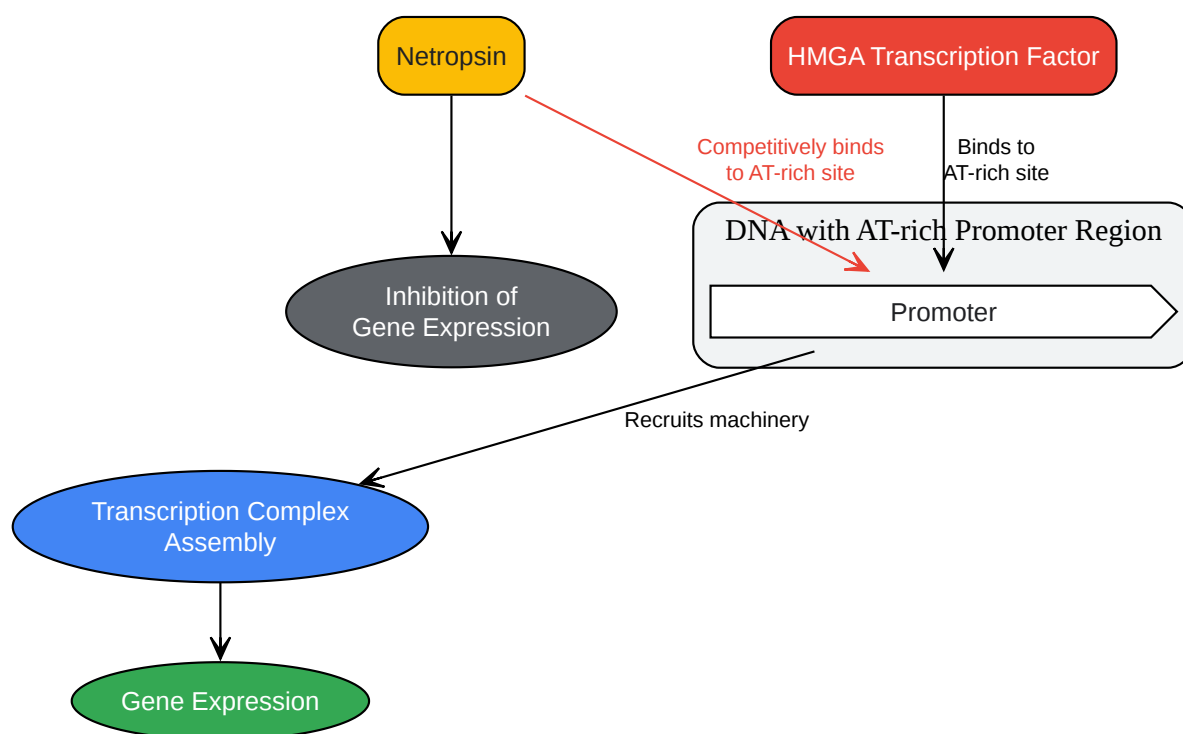 Netropsin
HMGA Transcription Factor
Competitively binds
to AT-rich site
Binds to
AT-rich site
DNA with AT-rich Promoter Region
Inhibition of
Gene Expression
Promoter
Recruits machinery
Transcription Complex
Assembly
Gene Expression